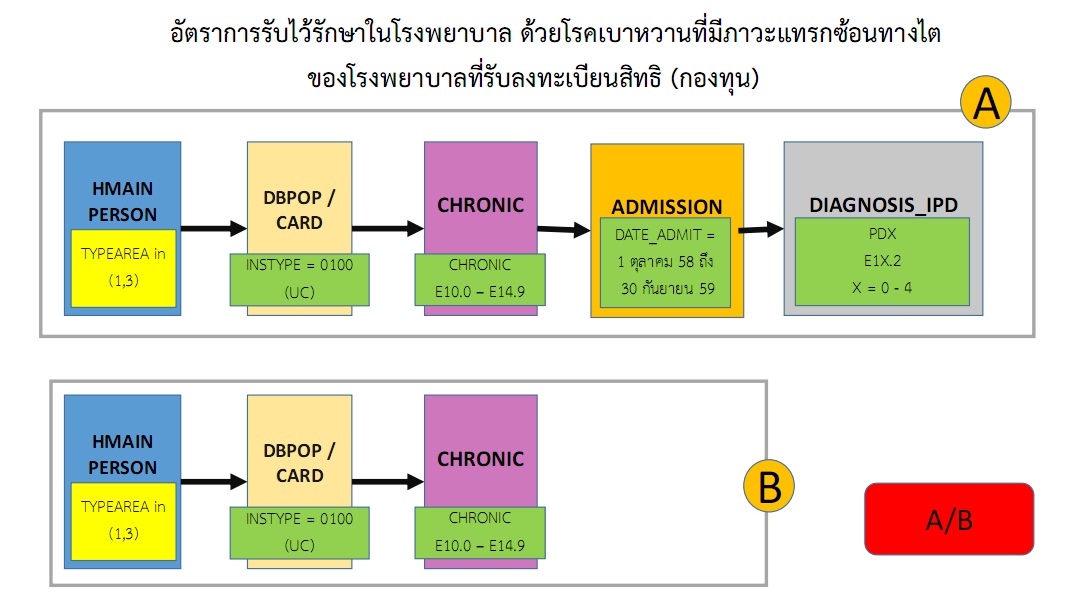 อัตราการรับไว้รักษาในโรงพยาบาล ด้วยโรคเบาหวานที่มีภาวะแทรกซ้อนทางไต
ของโรงพยาบาลที่รับลงทะเบียนสิทธิ (กองทุน)
A
HMAIN
PERSON
TYPEAREA in
(1,3)
DBPOP /
CARD
INSTYPE = 0100
(UC)
CHRONIC
CHRONIC
E10.0 – E14.9
ADMISSION
DATE_ADMIT =
1 ตุลาคม 58 ถึง
30 กันยายน 59
DIAGNOSIS_IPD
PDX
E1X.2
X = 0 - 4
HMAIN
PERSON
TYPEAREA in
(1,3)
DBPOP /
CARD
INSTYPE = 0100
(UC)
CHRONIC
CHRONIC
E10.0 – E14.9
B
A/B